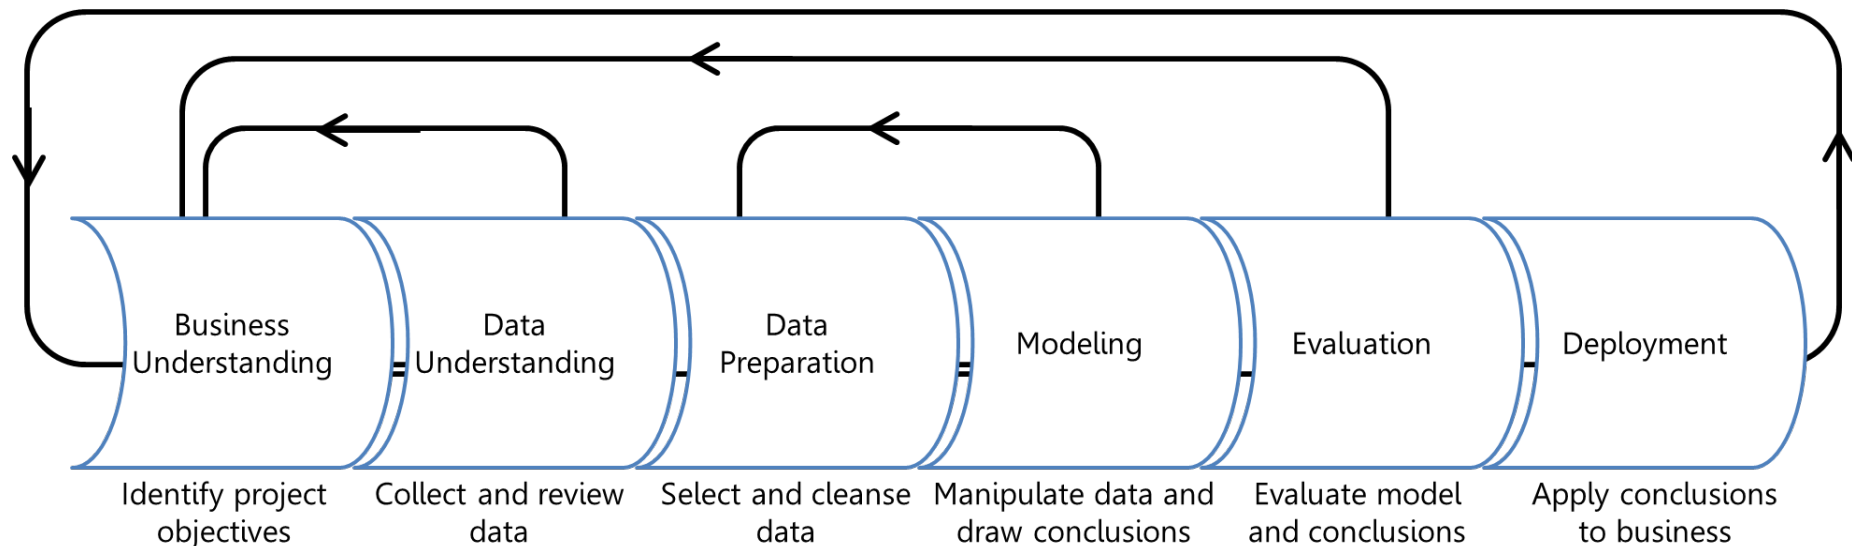 Business
Understanding
Data
Understanding
Data
Preparation
Modeling
Evaluation
Deployment
Identify project
objectives
Collect and review
data
Select and cleanse
data
Manipulate data and
draw conclusions
Evaluate model
and conclusions
Apply conclusions
to business